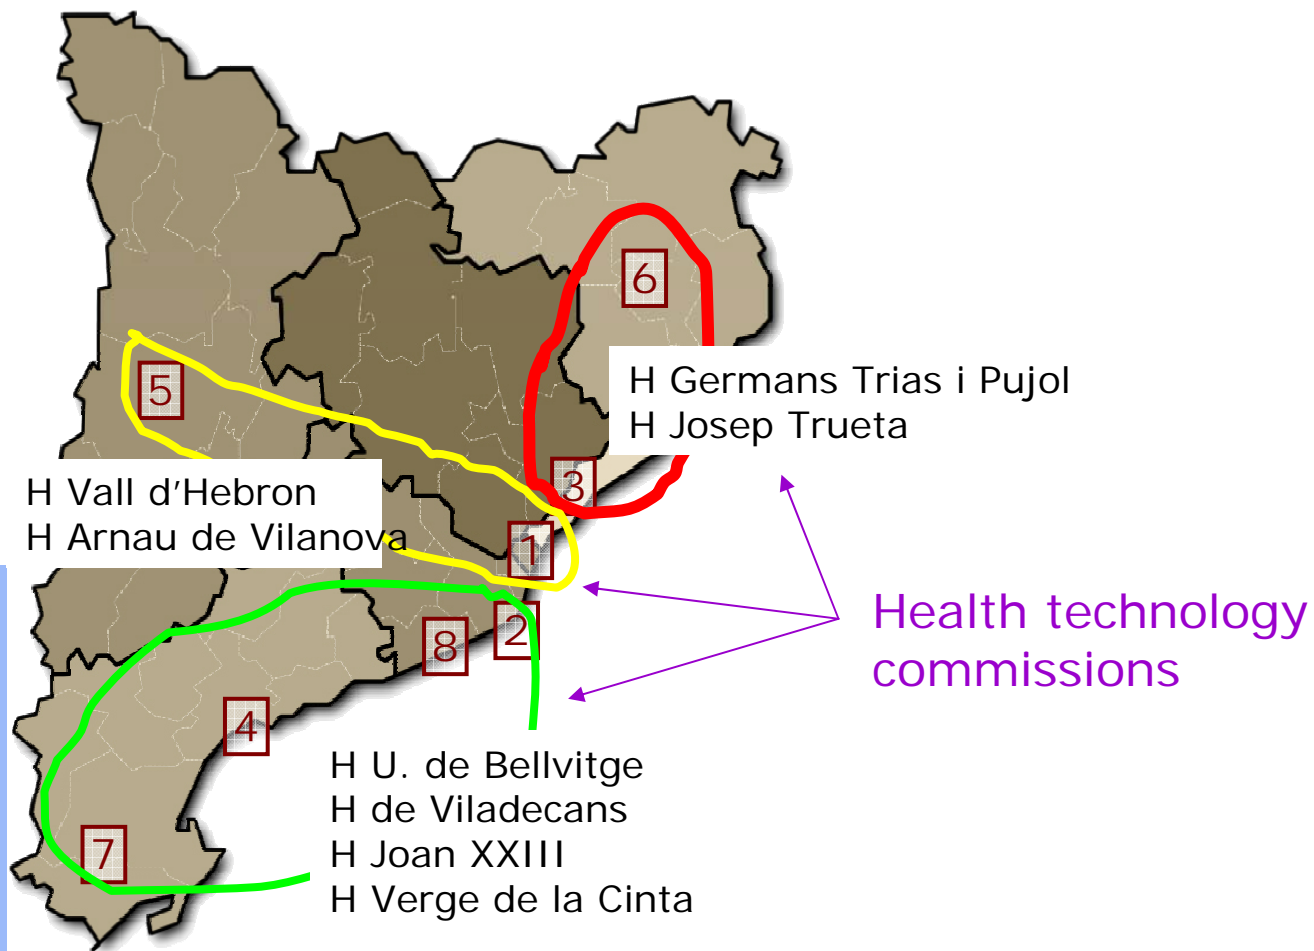 6
5
H Germans Trias i Pujol
H Josep Trueta
3
H Vall d'Hebron
H Arnau de Vilanova
1
2
8
Health technology
commissions
4
H U. de Bellvitge
H de Viladecans
H Joan XXIII
H Verge de la Cinta
7